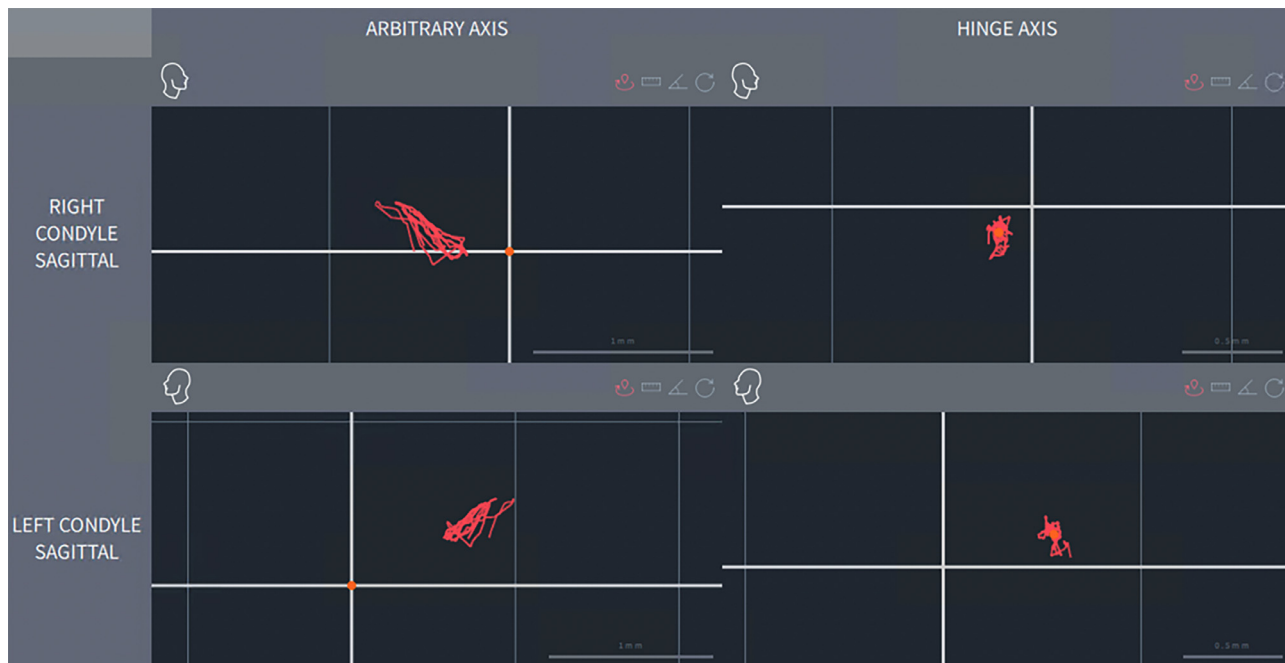 ARBITRARY AXIS
HINGE AXIS
RIGHT
CONDYLE
SAGITTAL
1mm
0.5mm
LEFT CONDYLE
SAGITTAL
1mm
0.5mm